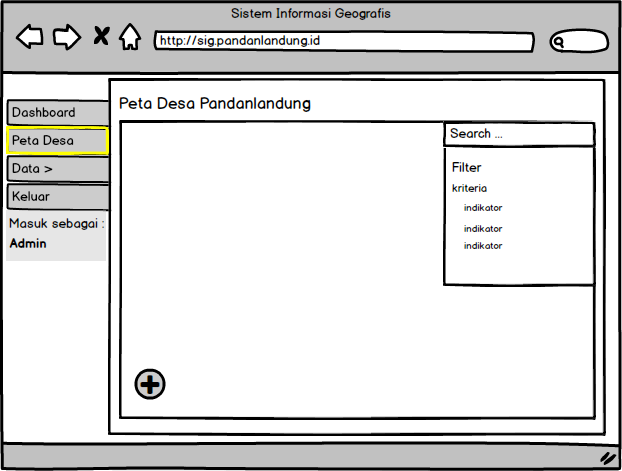 Sistem Informasi Geografis
http://sig.pandanlandung.id
Dashboard
Peta Desa
Data >
Keluar
Masuk sebagai :
Admin
Peta Desa Pandanlandung
Search ...
Filter
kriteria
indikator
indikator
indikator